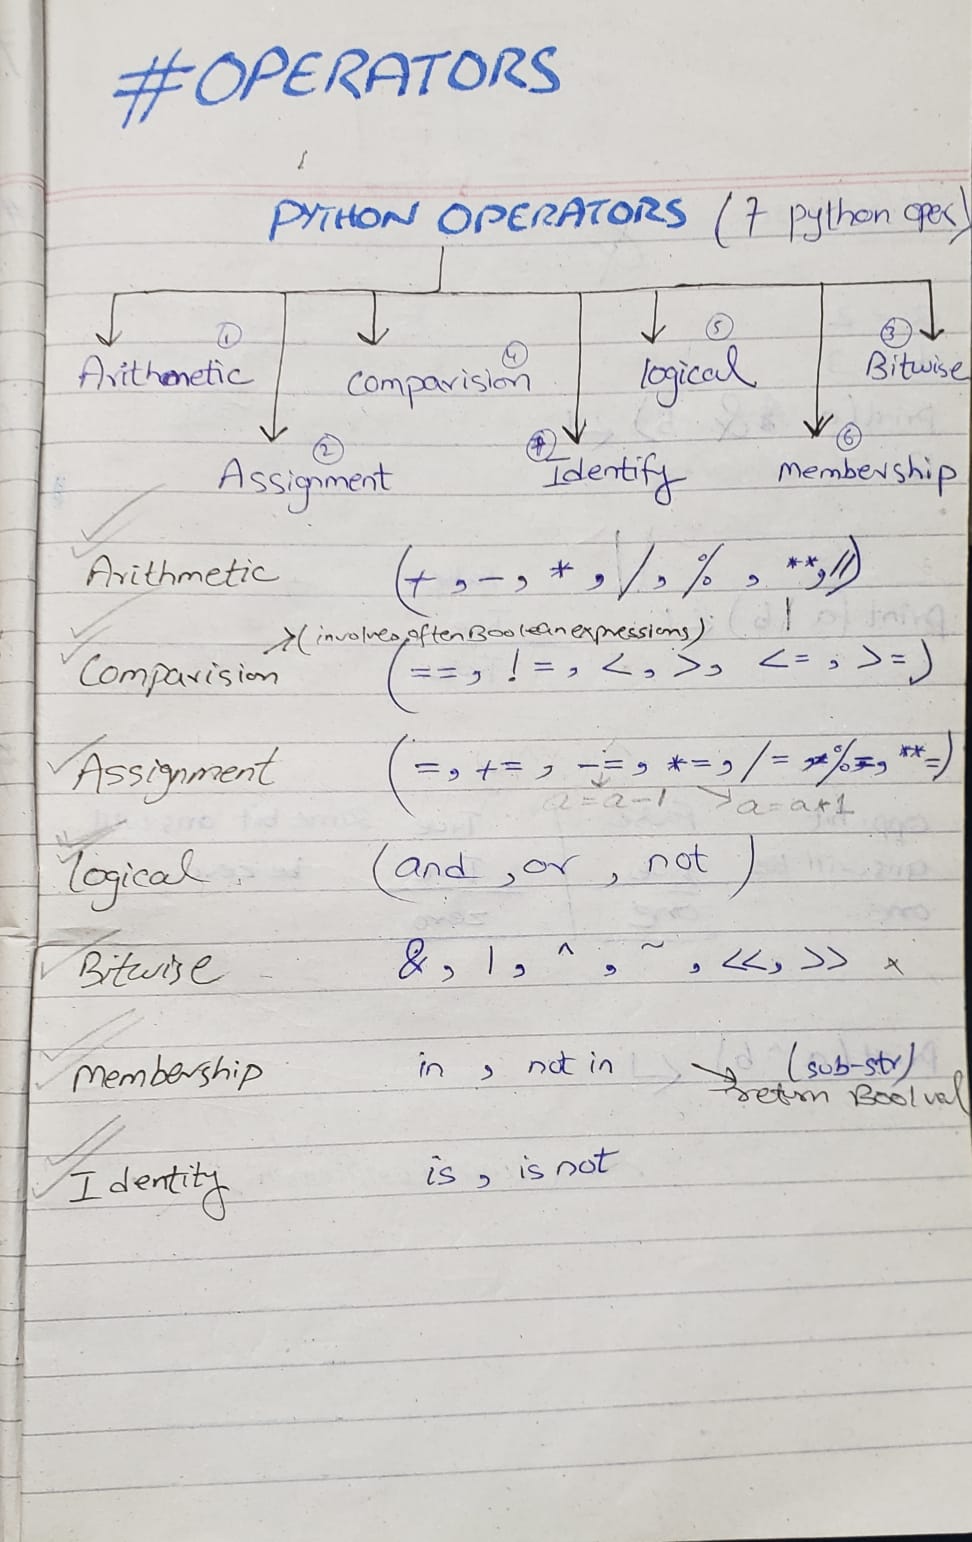 #OPERATORS
PYTHON OPERATORS (7 python oper)
① ⑤ ③
Arithmetic ④ Comparision logical Bitwise
② ⑦ ⑥
Assignment Identify Membership
Arithmetic (+, -, *, /, %, **, //)
(involves often Boolean expressions)
Comparision (==, !=, <, >, <=, >=)
Assignment (=, +=, -=, *=, /=, %=, **=)
a=a-1 a=a*1
logical (and, or, not)
Bitwise &, |, ^, ~, <<, >>
Membership in, not in (sub-str)
return Bool val
Identity is, is not